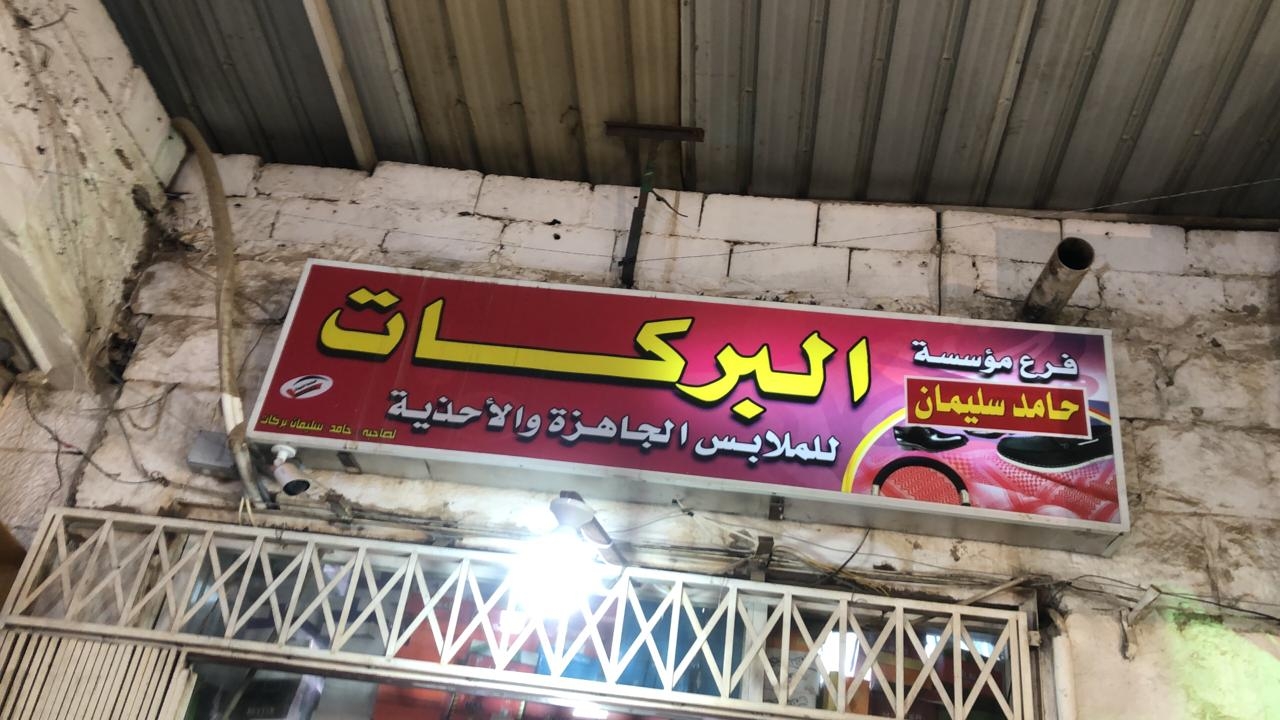 البركات
للملابس الجاهزة والأحذية
فرع مؤسسة
حامد سليمان
لصاحبه : حامد سليمان بركات